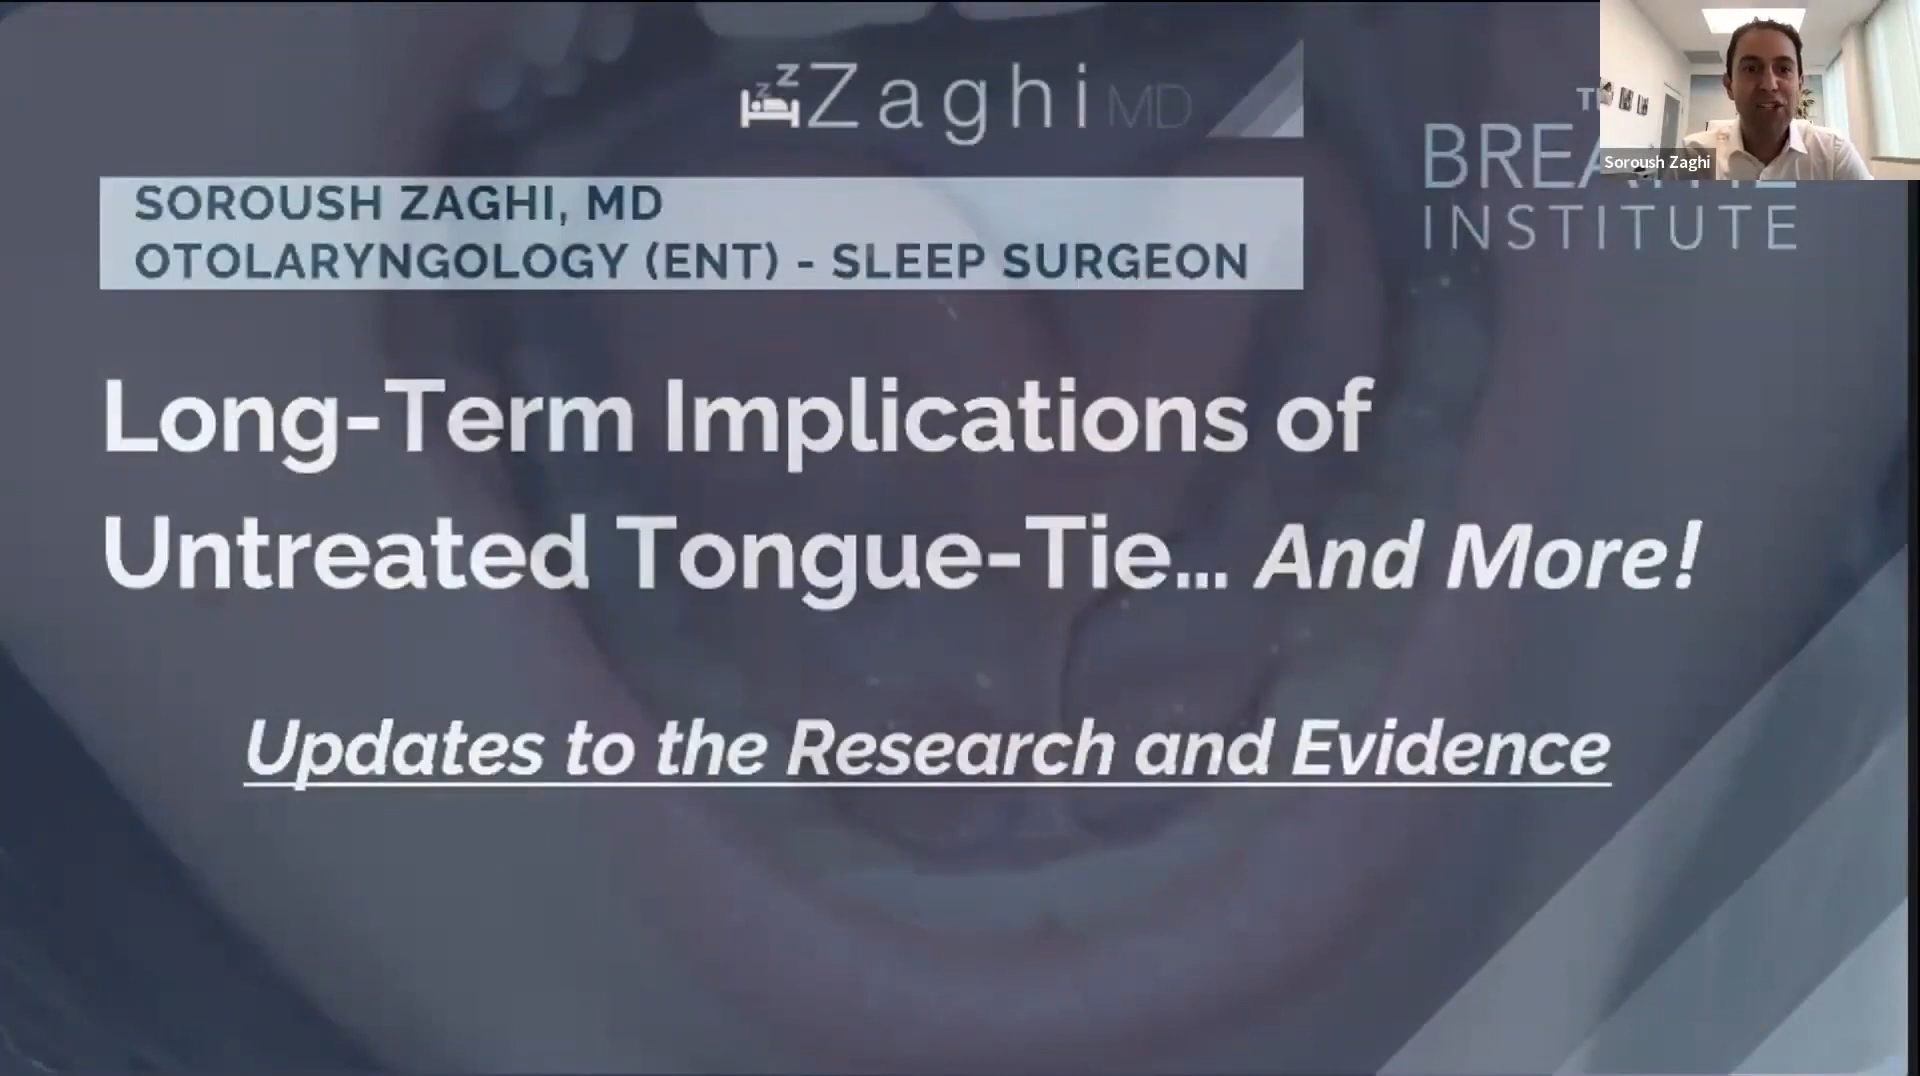 zzZaghiMD
SOROUSH ZAGHI, MD
OTOLARYNGOLOGY (ENT) - SLEEP SURGEON
INSTITUTE
Soroush Zaghi
Long-Term Implications of
Untreated Tongue-Tie... And More!
Updates to the Research and Evidence